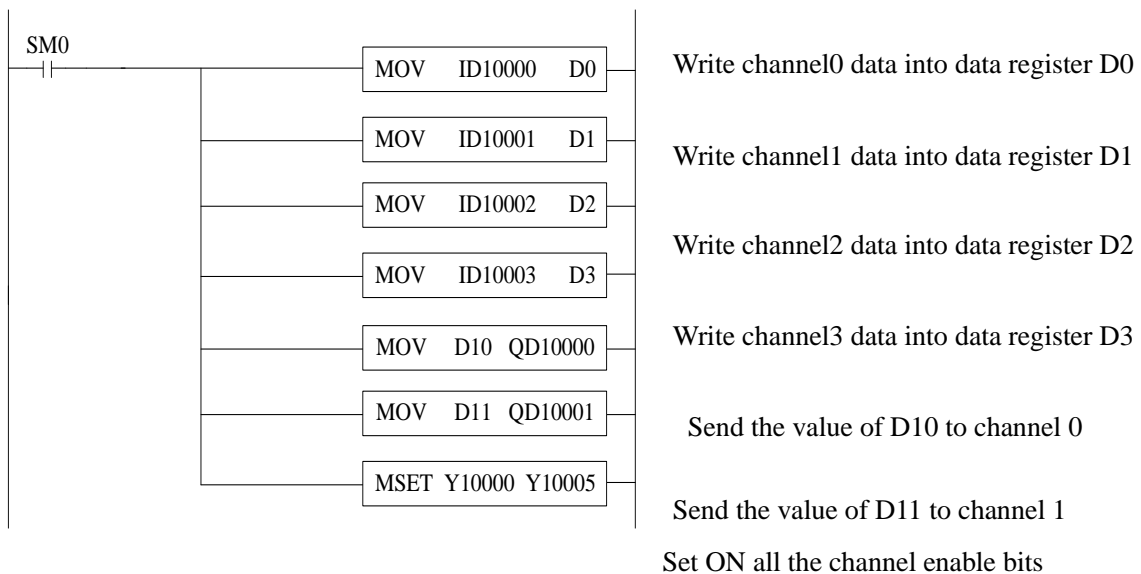 SM0
MOV ID10000 D0
Write channel0 data into data register D0
MOV ID10001 D1
Write channel1 data into data register D1
MOV ID10002 D2
Write channel2 data into data register D2
MOV ID10003 D3
Write channel3 data into data register D3
MOV D10 QD10000
Send the value of D10 to channel 0
MOV D11 QD10001
Send the value of D11 to channel 1
MSET Y10000 Y10005
Set ON all the channel enable bits